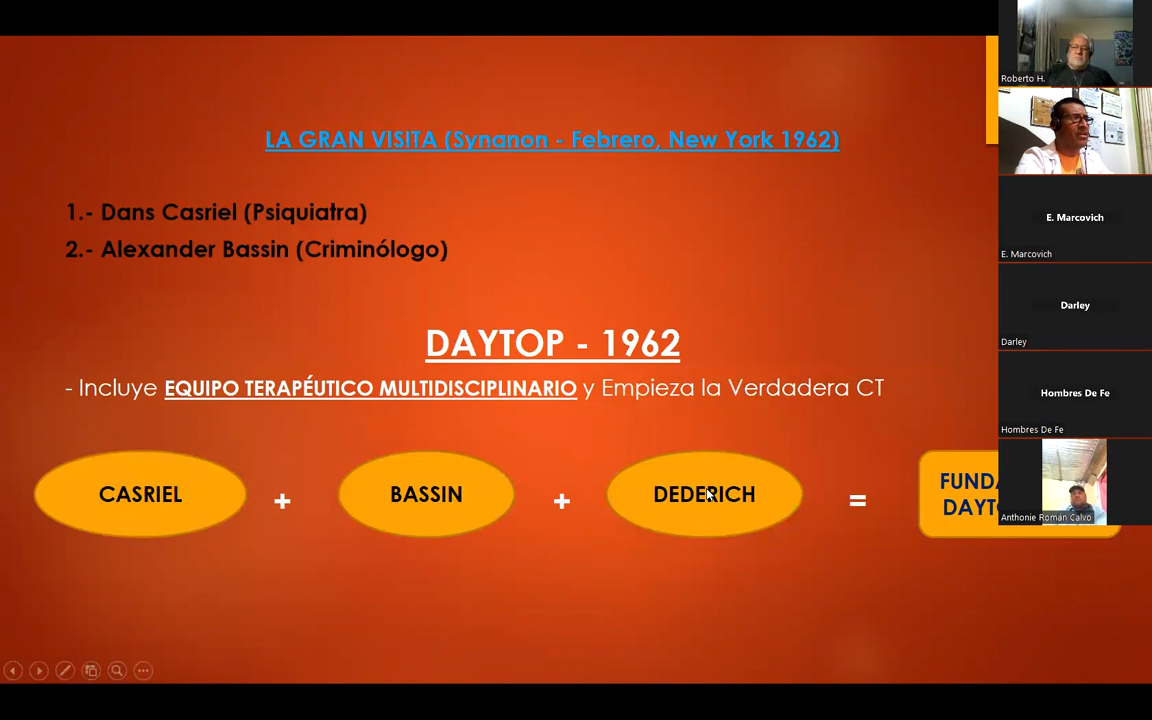 LA GRAN VISITA (Synanon - Febrero, New York 1962)
1.- Dans Casriel (Psiquiatra)
2.- Alexander Bassin (Criminólogo)
DAYTOP - 1962
- Incluye EQUIPO TERAPÉUTICO MULTIDISCIPLINARIO y Empieza la Verdadera CT
CASRIEL + BASSIN + DEDERICH =
Roberto H.
E. Marcovich
E. Marcovich
Darley
Darley
Hombres De Fe
Hombres De Fe
Anthonie Roman Calvo